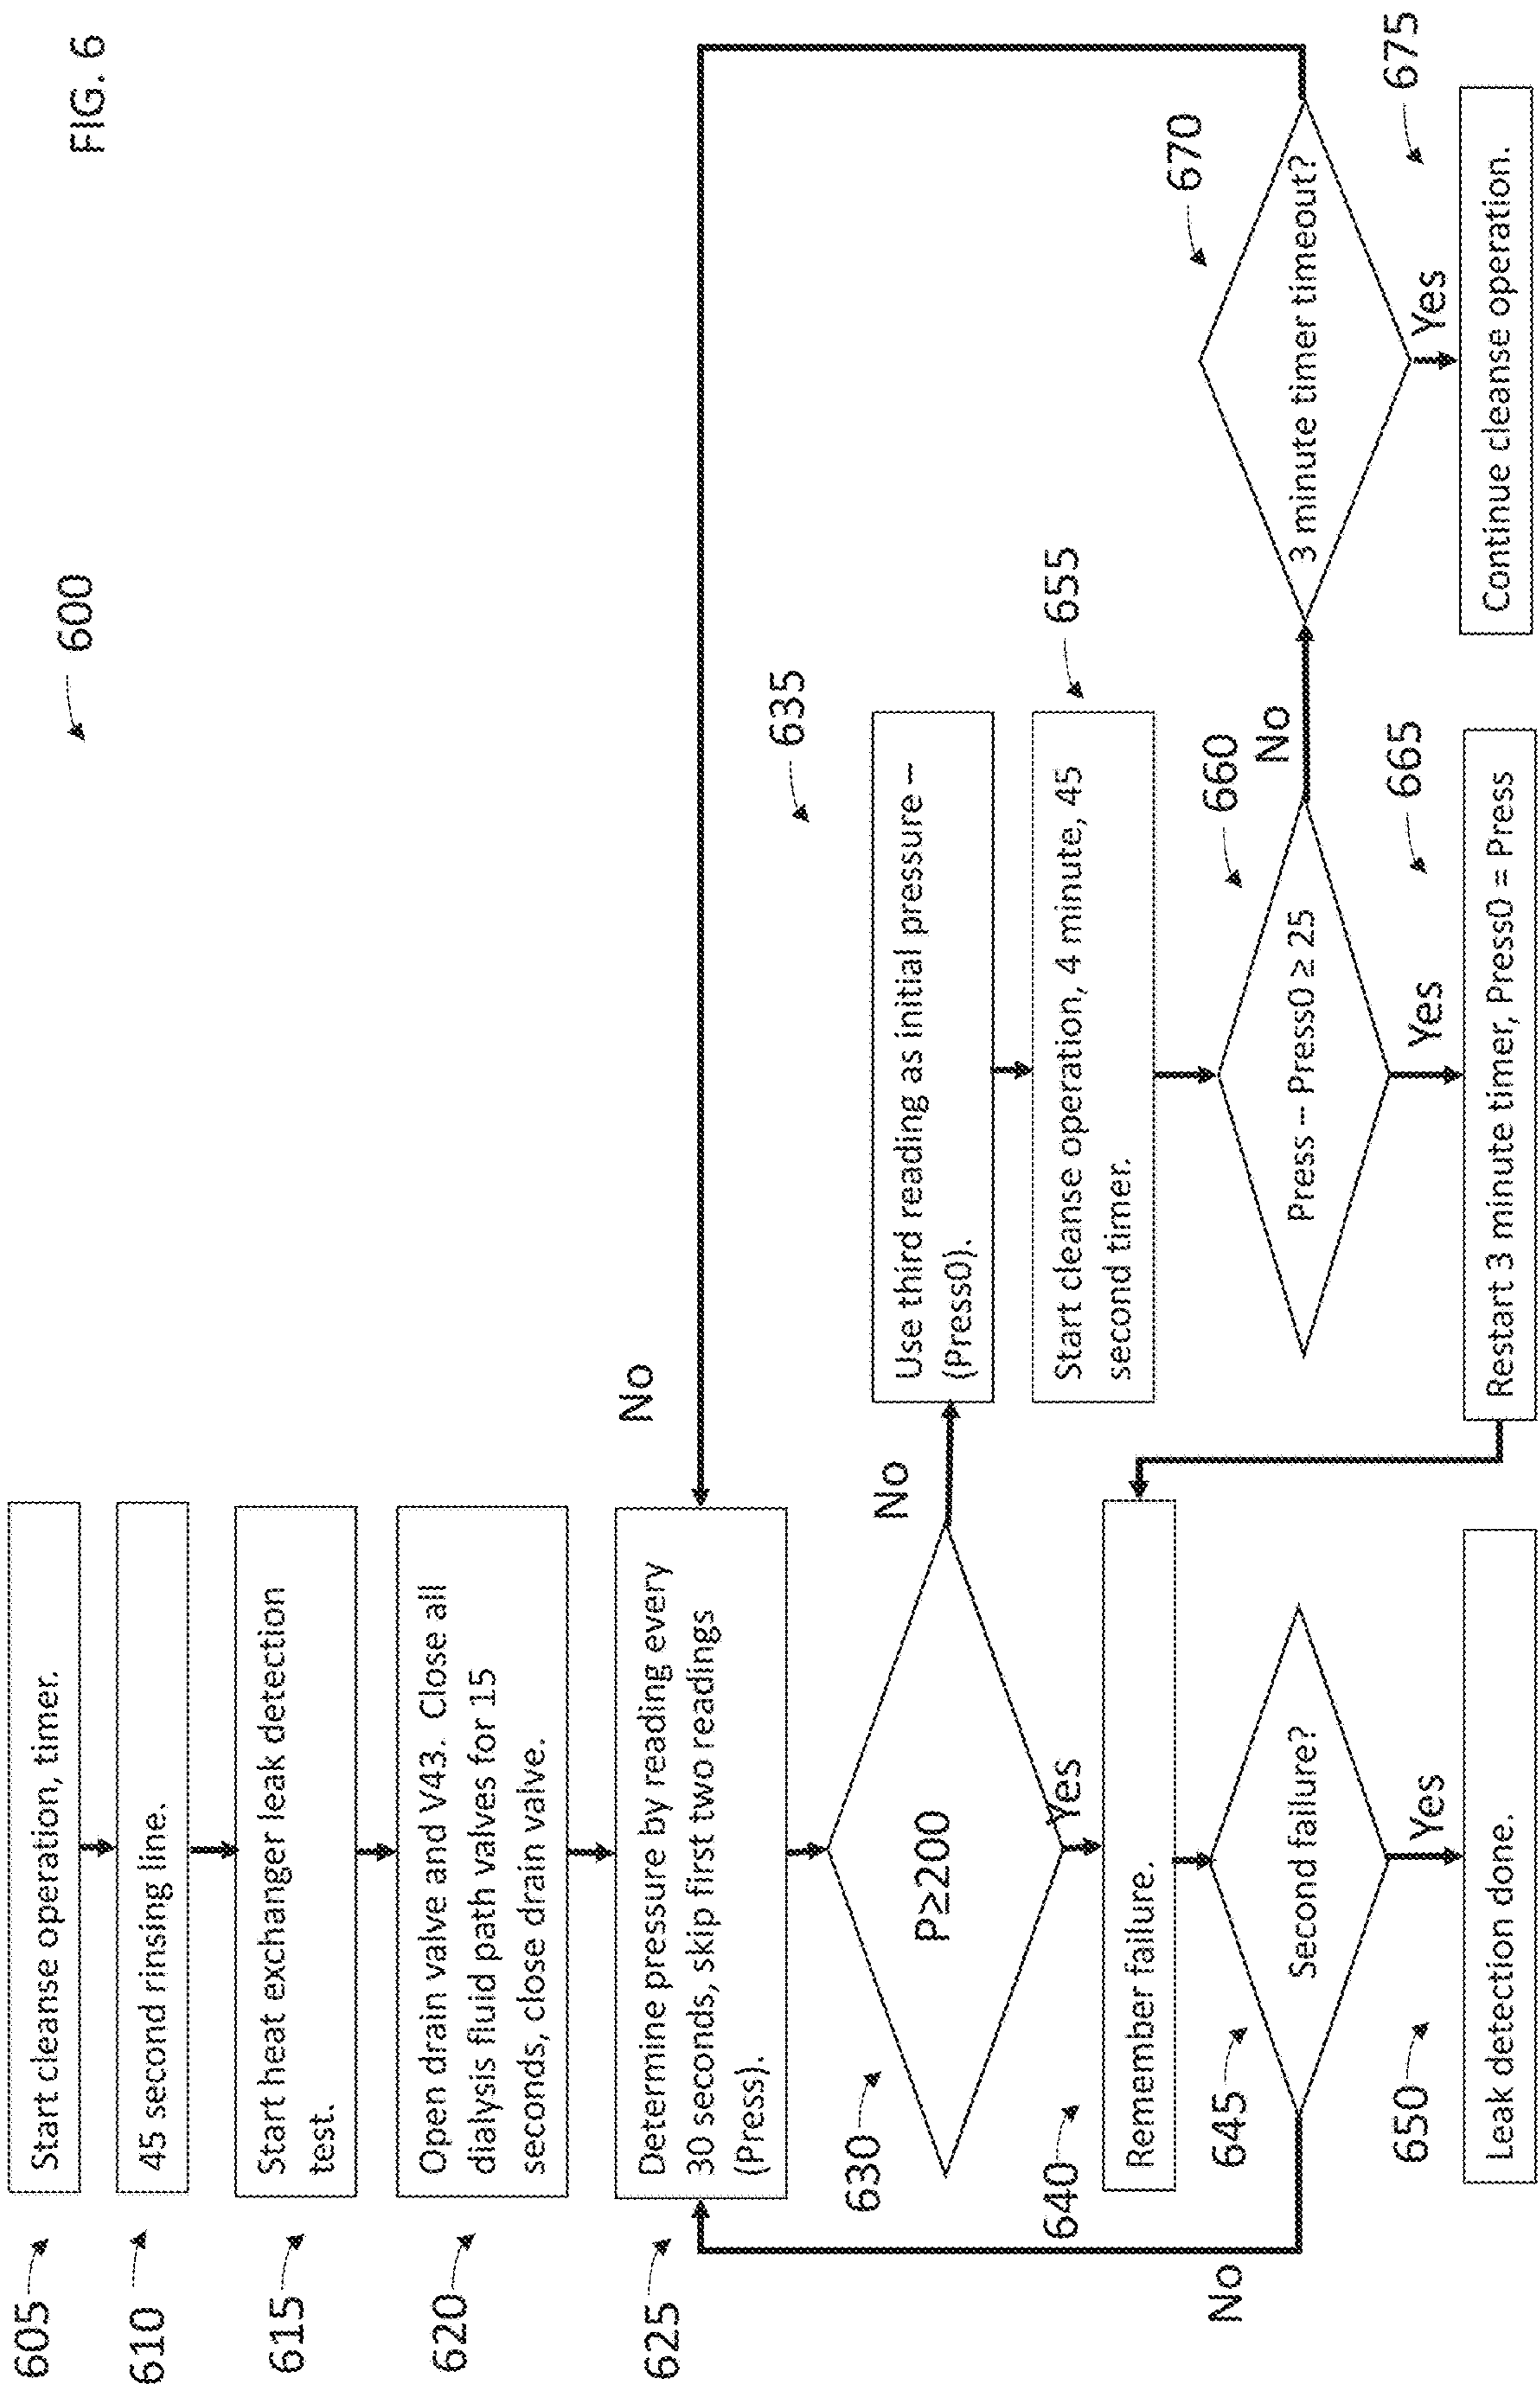 FIG. 6
600
605
Start cleanse operation, timer.
610
45 second rinsing line.
615
Start heat exchanger leak detection
test.
620
Open drain valve and V43. Close all
dialysis fluid path valves for 15
seconds, close drain valve.
625
Determine pressure by reading every
30 seconds, skip first two readings
(Press).
No
630
P≥200
No
Yes
635
Use third reading as initial pressure –
(Press0).
655
Start cleanse operation, 4 minute, 45
second timer.
640
Remember failure.
645
Second failure?
No
Yes
650
Leak detection done.
660
Press – Press0 ≥ 25
No
Yes
665
Restart 3 minute timer, Press0 = Press
670
3 minute timer timeout?
Yes
675
Continue cleanse operation.